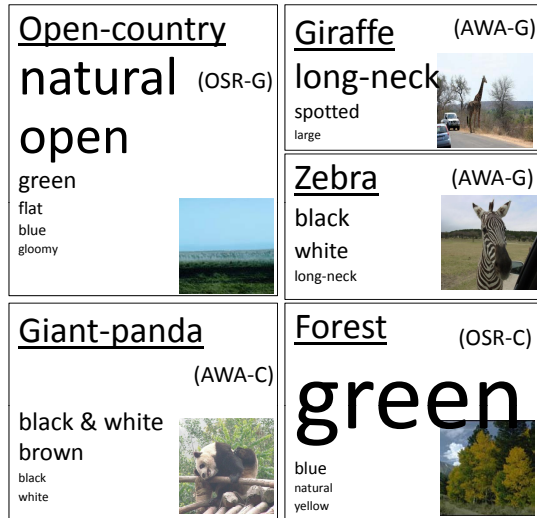 Open-country
natural (OSR-G)
open
green
flat
blue
gloomy
Giraffe (AWA-G)
long-neck
spotted
large
Zebra (AWA-G)
black
white
long-neck
Giant-panda
(AWA-C)
black & white
brown
black
white
Forest (OSR-C)
green
blue
natural
yellow